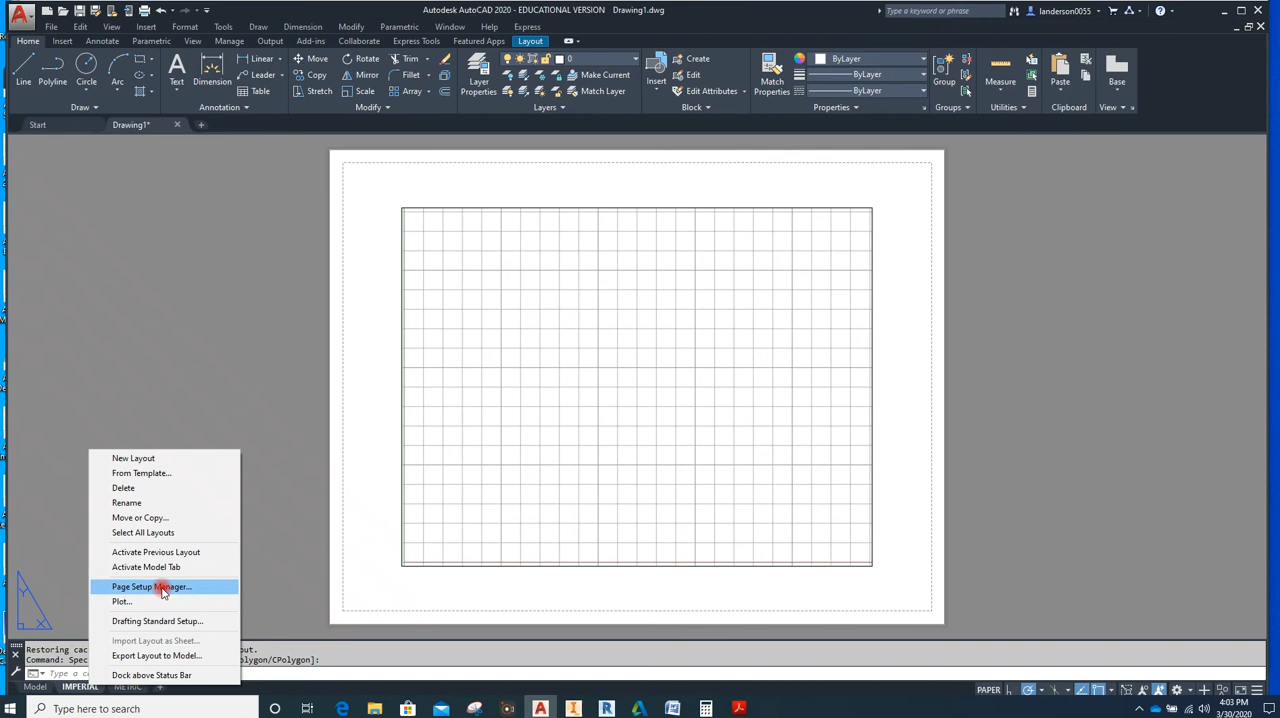 Autodesk AutoCAD 2020 - EDUCATIONAL VERSION Drawing1.dwg
Type a keyword or phrase
landerson0055
File Edit View Insert Format Tools Draw Dimension Modify Parametric Window Help Express
Home Insert Annotate Parametric View Manage Output Add-ins Collaborate Express Tools Featured Apps Layout
Line Polyline Circle Arc Text Dimension
Linear
Leader
Table
Move Rotate Trim
Copy Mirror Fillet
Stretch Scale Array
Layer Properties
0
Make Current
Match Layer
Insert
Create
Edit
Edit Attributes
Match Properties
ByLayer
ByLayer
ByLayer
Group Measure Paste Base
Draw Annotation Modify Layers Block Properties Groups Utilities Clipboard View
Start Drawing1*
New Layout
From Template...
Delete
Rename
Move or Copy...
Select All Layouts
Activate Previous Layout
Activate Model Tab
Page Setup Manager...
Plot...
Drafting Standard Setup...
Import Layout as Sheet...
Export Layout to Model...
Dock above Status Bar
Y
X
Restoring cac
out.
Command: Spec
olygon/CPolygon]:
Type a c
Model IMPERIAL METRIC
PAPER
Type here to search
4:03 PM
3/30/2020